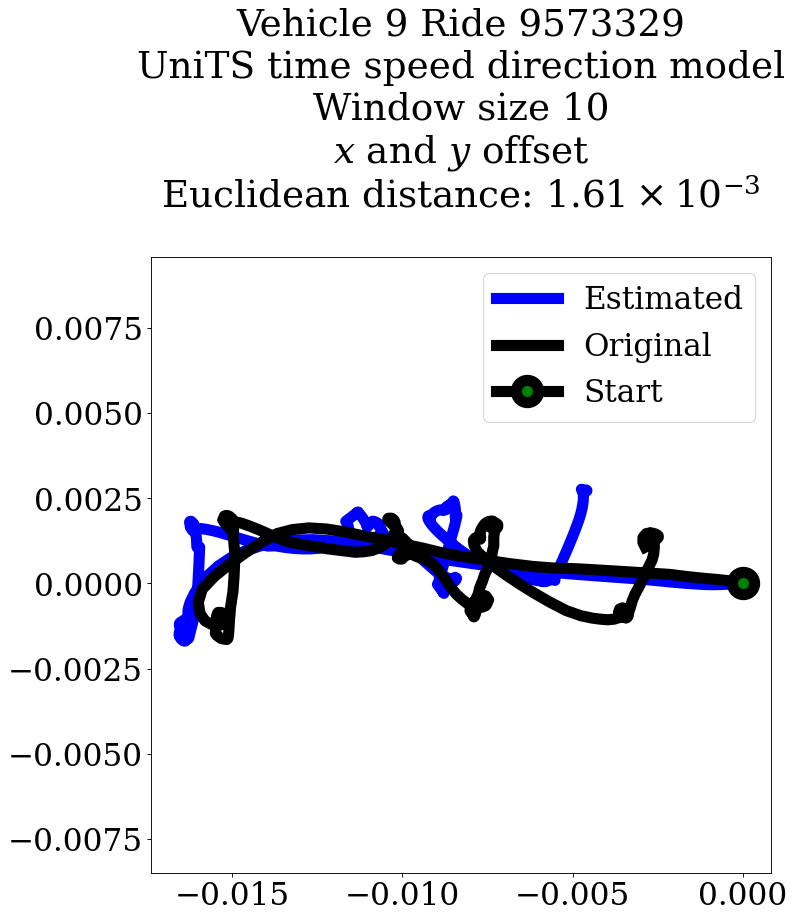 Vehicle 9 Ride 9573329
UniTS time speed direction model
Window size 10
x and y offset
Euclidean distance: 1.61 × 10⁻³
Estimated
Original
Start
0.0075
0.0050
0.0025
0.0000
−0.0025
−0.0050
−0.0075
−0.015 −0.010 −0.005 0.000